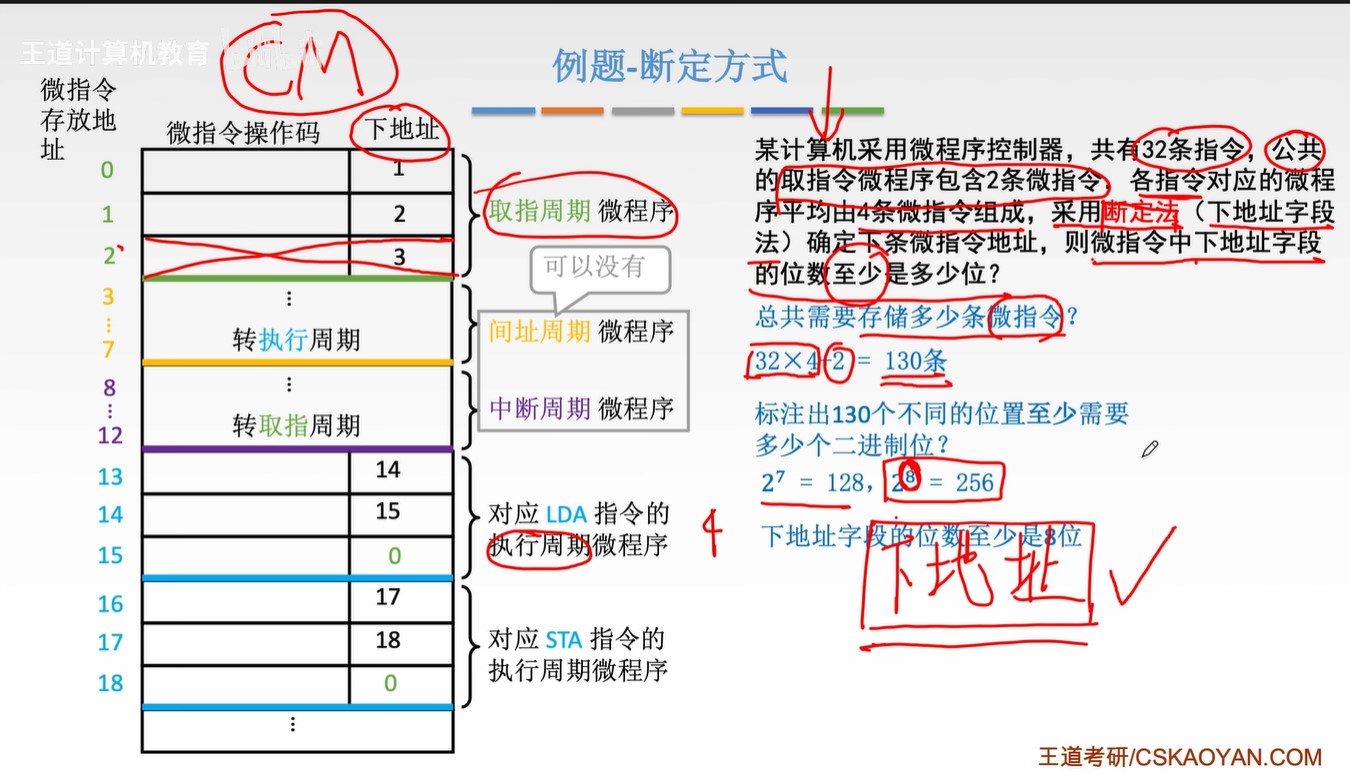 王道计算机教育
CM
例题-断定方式
微指令
存放地
址
微指令操作码
下地址
0
1
1
2
2
3
取指周期 微程序
可以没有
3
⋮
7
⋮
转执行周期
间址周期 微程序
8
⋮
12
⋮
转取指周期
中断周期 微程序
13
14
14
15
15
0
对应 LDA 指令的
执行周期微程序
4
16
17
17
18
18
0
对应 STA 指令的
执行周期微程序
⋮
某计算机采用微程序控制器，共有32条指令，公共
的取指令微程序包含2条微指令，各指令对应的微程
序平均由4条微指令组成，采用断定法（下地址字段
法）确定下条微指令地址，则微指令中下地址字段
的位数至少是多少位？
总共需要存储多少条微指令？
32×4+2 = 130条
标注出130个不同的位置至少需要
多少个二进制位？
2⁷ = 128，2⁸ = 256
下地址字段的位数至少是8位
下地址
王道考研/CSKAOYAN.COM